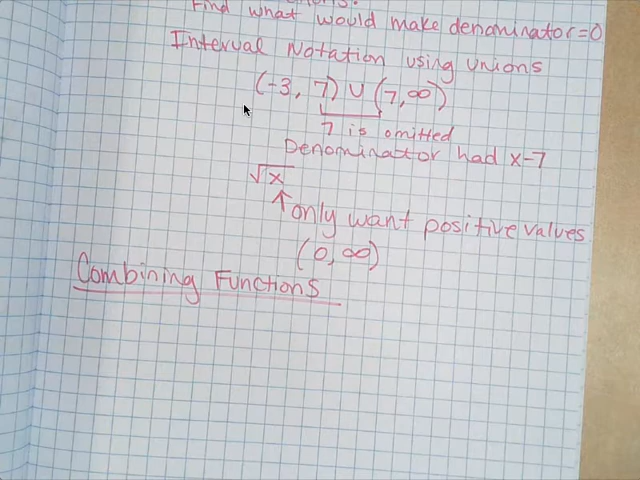 Find what would make denominator=0
Interval Notation using unions
(-3, 7) ∪ (7, ∞)
7 is omitted
Denominator had x-7
√x
↑ only want positive values
(0, ∞)
Combining Functions